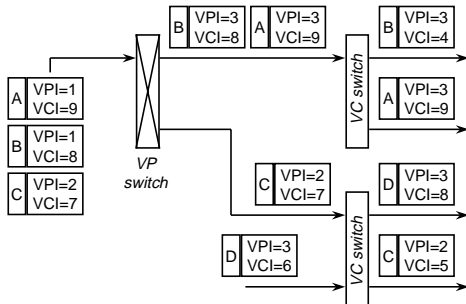 B VPI=3 VCI=8
A VPI=3 VCI=9
B VPI=3 VCI=4
A VPI=1 VCI=9
B VPI=1 VCI=8
C VPI=2 VCI=7
VP switch
VC switch
A VPI=3 VCI=9
C VPI=2 VCI=7
D VPI=3 VCI=8
D VPI=3 VCI=6
VC switch
C VPI=2 VCI=5